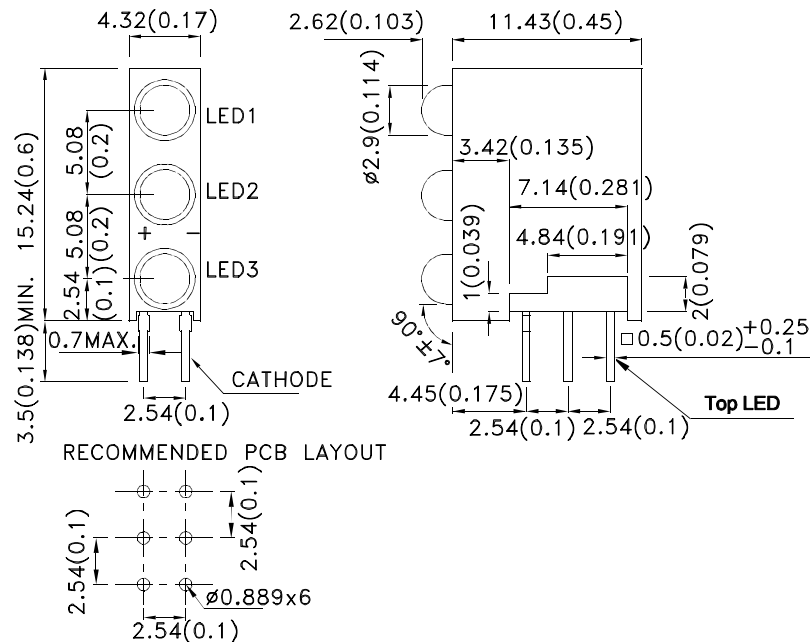 4.32(0.17)
2.62(0.103)
11.43(0.45)
LED1
LED2
LED3
5.08
(0.2)
5.08
(0.2)
2.54
(0.1)
15.24(0.6)
3.5(0.138)MIN.
+ −
0.7MAX.
CATHODE
2.54(0.1)
ø2.9(0.114)
3.42(0.135)
7.14(0.281)
4.84(0.191)
1(0.039)
2(0.079)
90°±7°
□0.5(0.02)+0.25
−0.1
4.45(0.175)
2.54(0.1)
2.54(0.1)
Top LED
RECOMMENDED PCB LAYOUT
2.54(0.1)
2.54(0.1)
ø0.889x6
2.54(0.1)